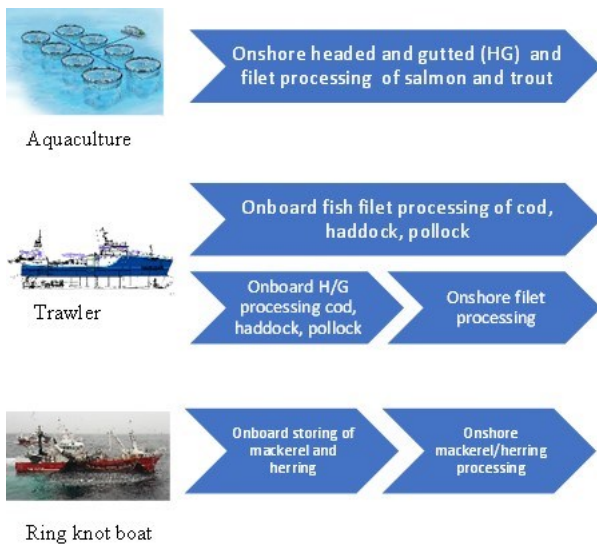 Onshore headed and gutted (HG) and
filet processing of salmon and trout
Aquaculture
Onboard fish filet processing of cod,
haddock, pollock
Onboard H/G
processing cod,
haddock, pollock
Onshore filet
processing
Trawler
Onboard storing of
mackerel and
herring
Onshore
mackerel/herring
processing
Ring knot boat